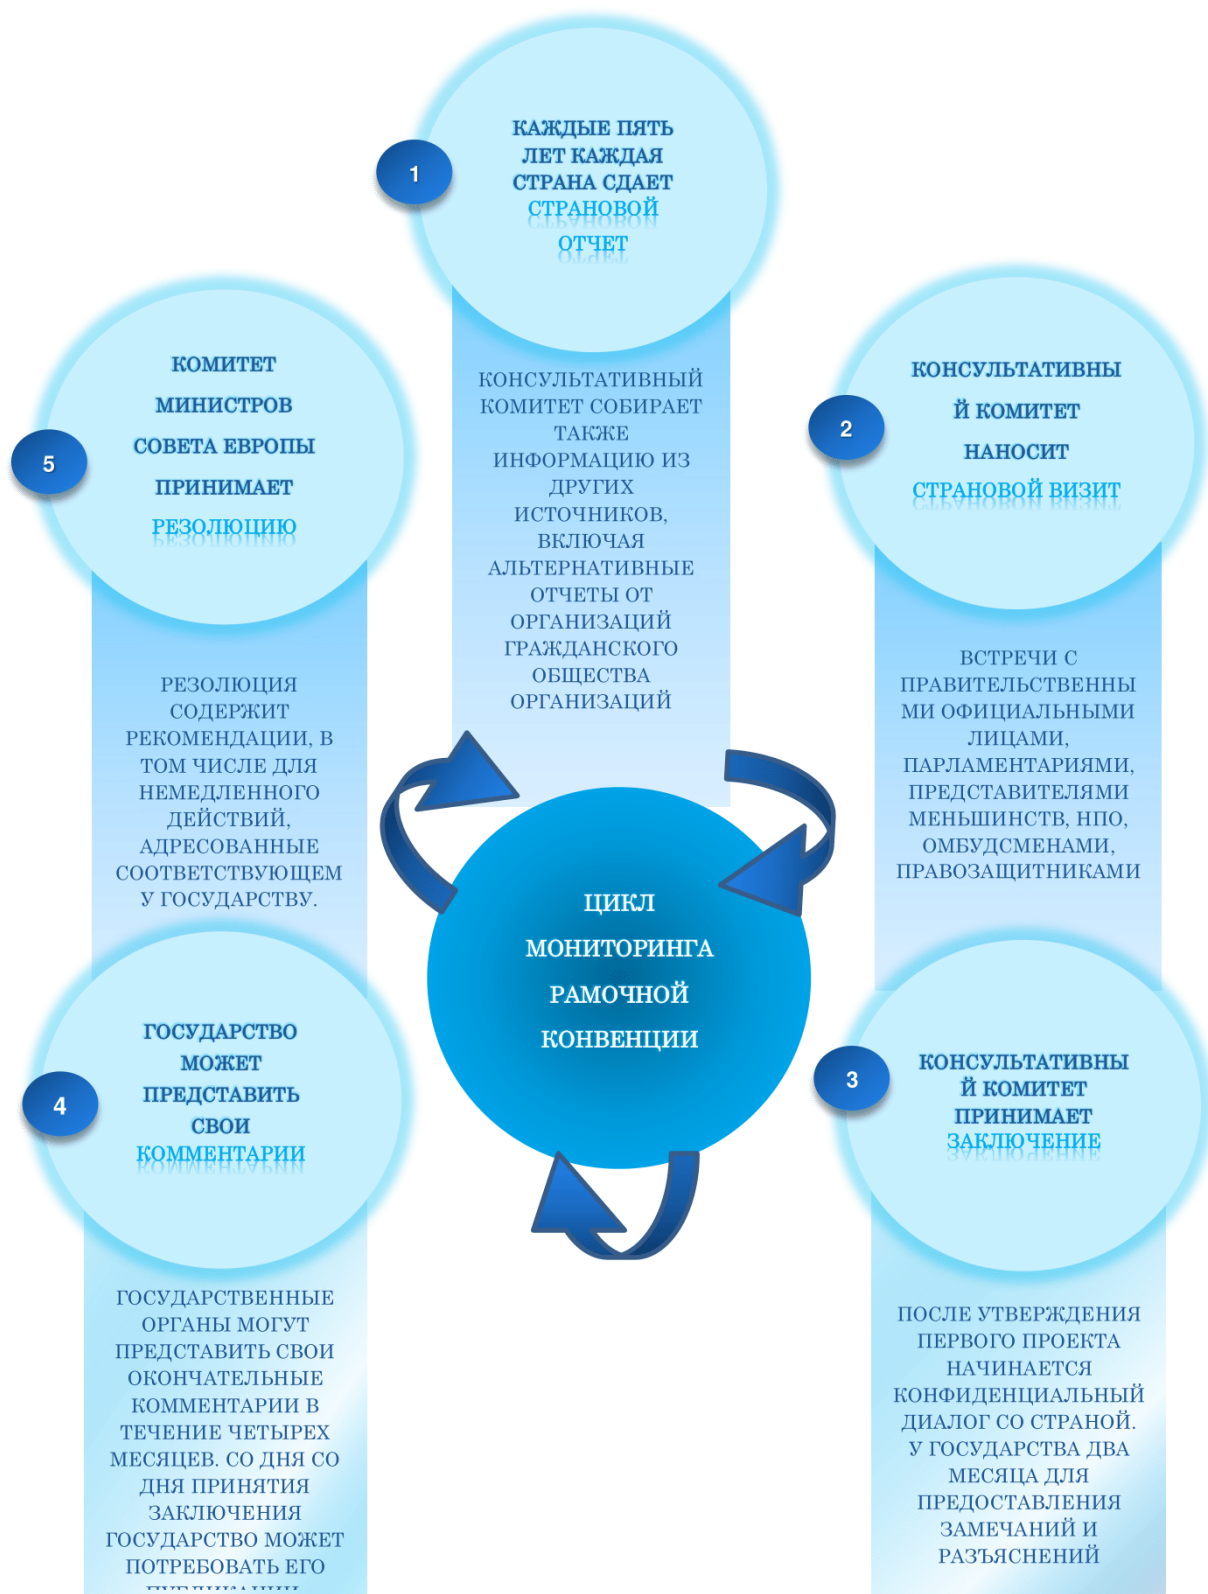 1
КАЖДЫЕ ПЯТЬ
ЛЕТ КАЖДАЯ
СТРАНА СДАЕТ
СТРАНОВОЙ
ОТЧЕТ
КОНСУЛЬТАТИВНЫЙ
КОМИТЕТ СОБИРАЕТ
ТАКЖЕ
ИНФОРМАЦИЮ ИЗ
ДРУГИХ
ИСТОЧНИКОВ,
ВКЛЮЧАЯ
АЛЬТЕРНАТИВНЫЕ
ОТЧЕТЫ ОТ
ОРГАНИЗАЦИЙ
ГРАЖДАНСКОГО
ОБЩЕСТВА
ОРГАНИЗАЦИЙ
2
КОНСУЛЬТАТИВНЫ
Й КОМИТЕТ
НАНОСИТ
СТРАНОВОЙ ВИЗИТ
ВСТРЕЧИ С
ПРАВИТЕЛЬСТВЕННЫ
МИ ОФИЦИАЛЬНЫМИ
ЛИЦАМИ,
ПАРЛАМЕНТАРИЯМИ,
ПРЕДСТАВИТЕЛЯМИ
МЕНЬШИНСТВ, НПО,
ОМБУДСМЕНАМИ,
ПРАВОЗАЩИТНИКАМИ
3
КОНСУЛЬТАТИВНЫ
Й КОМИТЕТ
ПРИНИМАЕТ
ЗАКЛЮЧЕНИЕ
ПОСЛЕ УТВЕРЖДЕНИЯ
ПЕРВОГО ПРОЕКТА
НАЧИНАЕТСЯ
КОНФИДЕНЦИАЛЬНЫЙ
ДИАЛОГ СО СТРАНОЙ.
У ГОСУДАРСТВА ДВА
МЕСЯЦА ДЛЯ
ПРЕДОСТАВЛЕНИЯ
ЗАМЕЧАНИЙ И
РАЗЪЯСНЕНИЙ
4
ГОСУДАРСТВО
МОЖЕТ
ПРЕДСТАВИТЬ
СВОИ
КОММЕНТАРИИ
ГОСУДАРСТВЕННЫЕ
ОРГАНЫ МОГУТ
ПРЕДСТАВИТЬ СВОИ
ОКОНЧАТЕЛЬНЫЕ
КОММЕНТАРИИ В
ТЕЧЕНИЕ ЧЕТЫРЕХ
МЕСЯЦЕВ. СО ДНЯ СО
ДНЯ ПРИНЯТИЯ
ЗАКЛЮЧЕНИЯ
ГОСУДАРСТВО МОЖЕТ
ПОТРЕБОВАТЬ ЕГО
5
КОМИТЕТ
МИНИСТРОВ
СОВЕТА ЕВРОПЫ
ПРИНИМАЕТ
РЕЗОЛЮЦИЮ
РЕЗОЛЮЦИЯ
СОДЕРЖИТ
РЕКОМЕНДАЦИИ, В
ТОМ ЧИСЛЕ ДЛЯ
НЕМЕДЛЕННОГО
ДЕЙСТВИЙ,
АДРЕСОВАННЫЕ
СООТВЕТСТВУЮЩЕМ
У ГОСУДАРСТВУ.
ЦИКЛ
МОНИТОРИНГА
РАМОЧНОЙ
КОНВЕНЦИИ